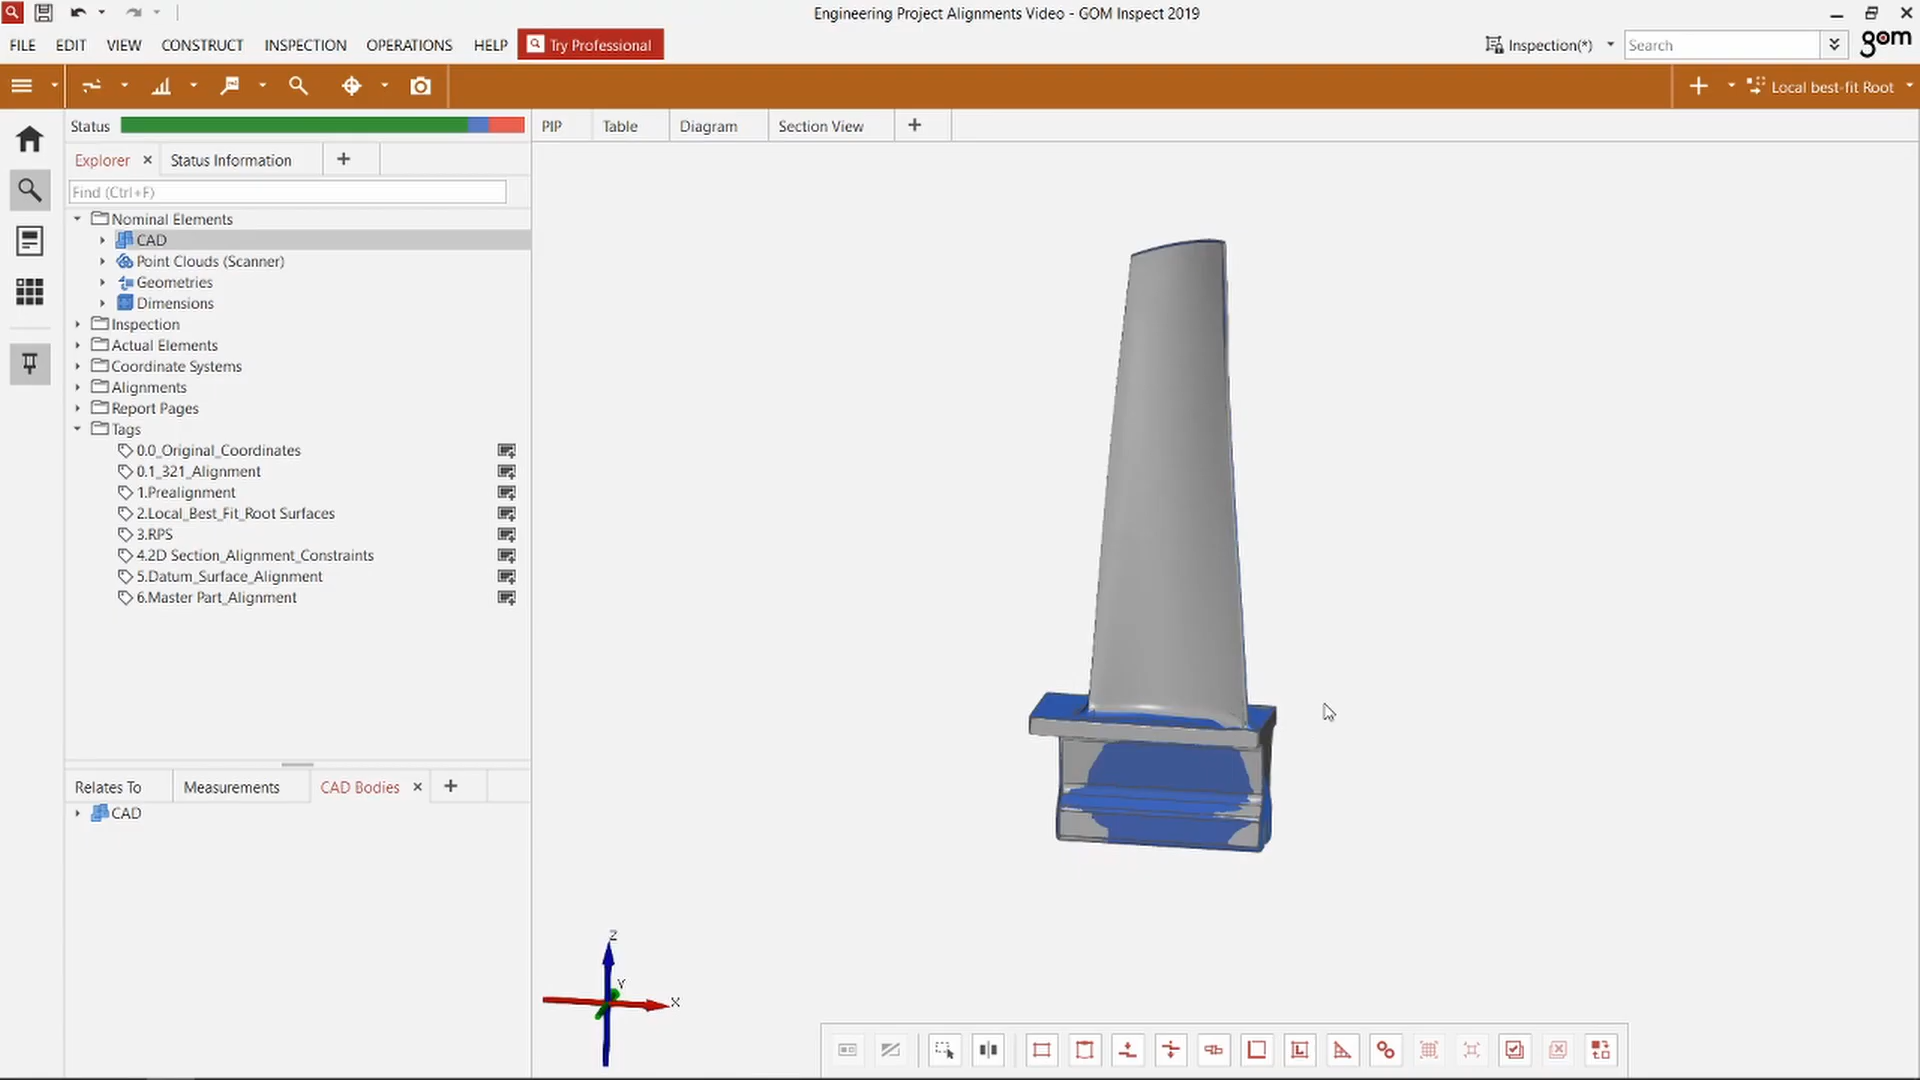 Engineering Project Alignments Video - GOM Inspect 2019
FILE EDIT VIEW CONSTRUCT INSPECTION OPERATIONS HELP Try Professional Inspection(*) Search gom
Local best-fit Root
Status PIP Table Diagram Section View
Explorer Status Information
Find (Ctrl+F)
Nominal Elements
CAD
Point Clouds (Scanner)
Geometries
Dimensions
Inspection
Actual Elements
Coordinate Systems
Alignments
Report Pages
Tags
0.0_Original_Coordinates
0.1_321_Alignment
1.Prealignment
2.Local_Best_Fit_Root Surfaces
3.RPS
4.2D Section_Alignment_Constraints
5.Datum_Surface_Alignment
6.Master Part_Alignment
Relates To Measurements CAD Bodies
CAD
Z
Y
X